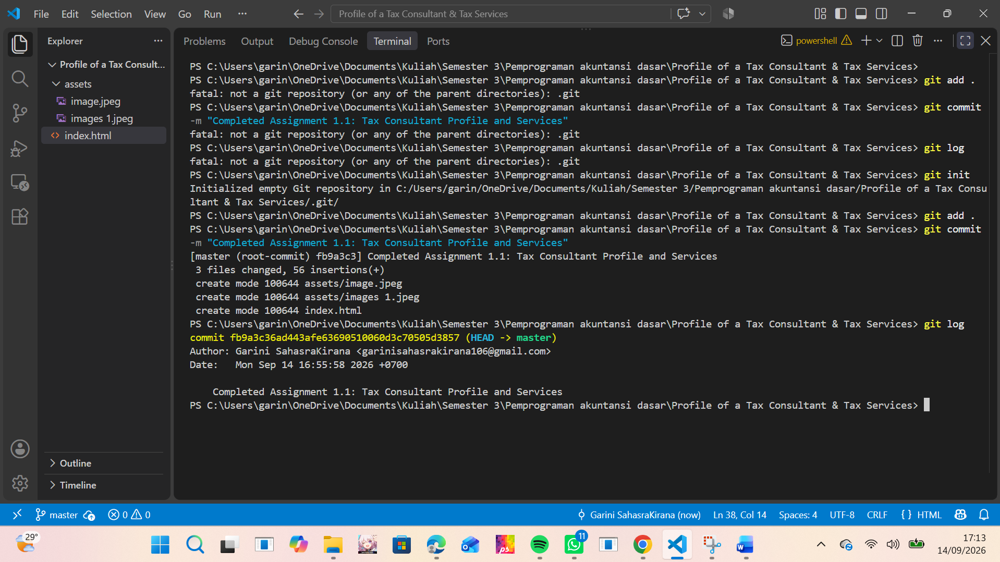 File Edit Selection View Go Run ···
Profile of a Tax Consultant & Tax Services
Explorer ···
Profile of a Tax Consult...
assets
image.jpeg
images 1.jpeg
index.html
Outline
Timeline
Problems Output Debug Console Terminal Ports
powershell
PS C:\Users\garin\OneDrive\Documents\Kuliah\Semester 3\Pemprograman akuntansi dasar\Profile of a Tax Consultant & Tax Services>
PS C:\Users\garin\OneDrive\Documents\Kuliah\Semester 3\Pemprograman akuntansi dasar\Profile of a Tax Consultant & Tax Services> git add .
fatal: not a git repository (or any of the parent directories): .git
PS C:\Users\garin\OneDrive\Documents\Kuliah\Semester 3\Pemprograman akuntansi dasar\Profile of a Tax Consultant & Tax Services> git commit
-m "Completed Assignment 1.1: Tax Consultant Profile and Services"
fatal: not a git repository (or any of the parent directories): .git
PS C:\Users\garin\OneDrive\Documents\Kuliah\Semester 3\Pemprograman akuntansi dasar\Profile of a Tax Consultant & Tax Services> git log
fatal: not a git repository (or any of the parent directories): .git
PS C:\Users\garin\OneDrive\Documents\Kuliah\Semester 3\Pemprograman akuntansi dasar\Profile of a Tax Consultant & Tax Services> git init
Initialized empty Git repository in C:/Users/garin/OneDrive/Documents/Kuliah/Semester 3/Pemprograman akuntansi dasar/Profile of a Tax Consu
ltant & Tax Services/.git/
PS C:\Users\garin\OneDrive\Documents\Kuliah\Semester 3\Pemprograman akuntansi dasar\Profile of a Tax Consultant & Tax Services> git add .
PS C:\Users\garin\OneDrive\Documents\Kuliah\Semester 3\Pemprograman akuntansi dasar\Profile of a Tax Consultant & Tax Services> git commit
-m "Completed Assignment 1.1: Tax Consultant Profile and Services"
[master (root-commit) fb9a3c3] Completed Assignment 1.1: Tax Consultant Profile and Services
3 files changed, 56 insertions(+)
create mode 100644 assets/image.jpeg
create mode 100644 assets/images 1.jpeg
create mode 100644 index.html
PS C:\Users\garin\OneDrive\Documents\Kuliah\Semester 3\Pemprograman akuntansi dasar\Profile of a Tax Consultant & Tax Services> git log
commit fb9a3c36ad443afe63690510060d3c70505d3857 (HEAD -> master)
Author: Garini SahasraKirana <garinisahasrakirana106@gmail.com>
Date:   Mon Sep 14 16:55:58 2026 +0700
Completed Assignment 1.1: Tax Consultant Profile and Services
PS C:\Users\garin\OneDrive\Documents\Kuliah\Semester 3\Pemprograman akuntansi dasar\Profile of a Tax Consultant & Tax Services>
master 0 0 Garini SahasraKirana (now) Ln 38, Col 14 Spaces: 4 UTF-8 CRLF { } HTML
29°
ps
11
17:13
14/09/2026